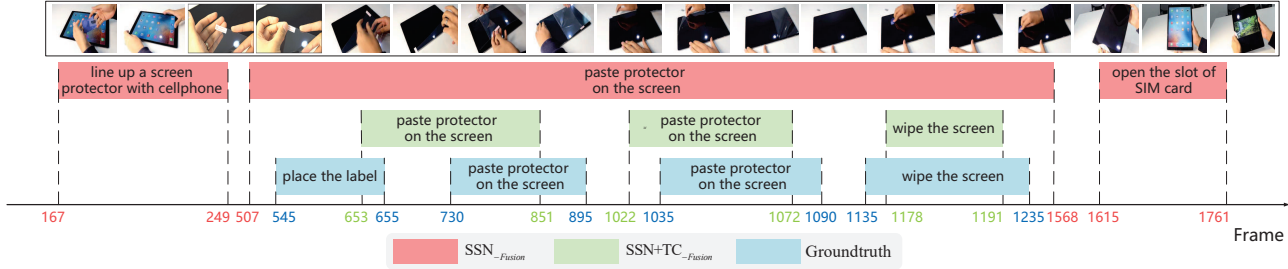 line up a screen
protector with cellphone
paste protector
on the screen
open the slot of
SIM card
paste protector
on the screen
paste protector
on the screen
wipe the screen
place the label
paste protector
on the screen
paste protector
on the screen
wipe the screen
167 249 507 545 653 655 730 851 895 1022 1035 1072 1090 1135 1178 1191 1235 1568 1615 1761
Frame
SSN_-Fusion SSN+TC_-Fusion Groundtruth